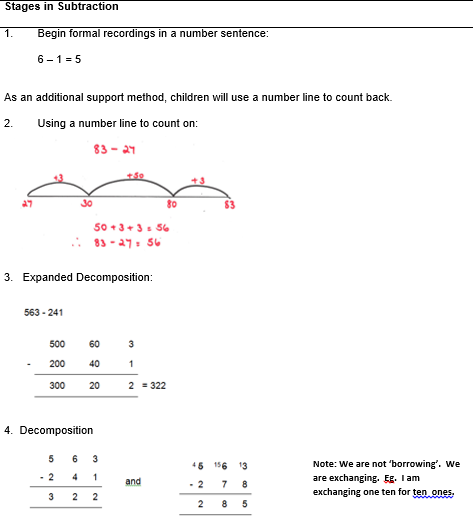 Stages in Subtraction
1. Begin formal recordings in a number sentence:
6 – 1 = 5
As an additional support method, children will use a number line to count back.
2. Using a number line to count on:
83 - 27
+3 +50 +3
27 30 80 83
50 + 3 + 3 = 56
∴ 83 - 27 = 56
3. Expanded Decomposition:
563 - 241
500 60 3
- 200 40 1
300 20 2 = 322
4. Decomposition
5 6 3
- 2 4 1
3 2 2
and
4 5 15 6 13
- 2 7 8
2 8 5
Note: We are not 'borrowing'. We
are exchanging. Eg. I am
exchanging one ten for ten ones.